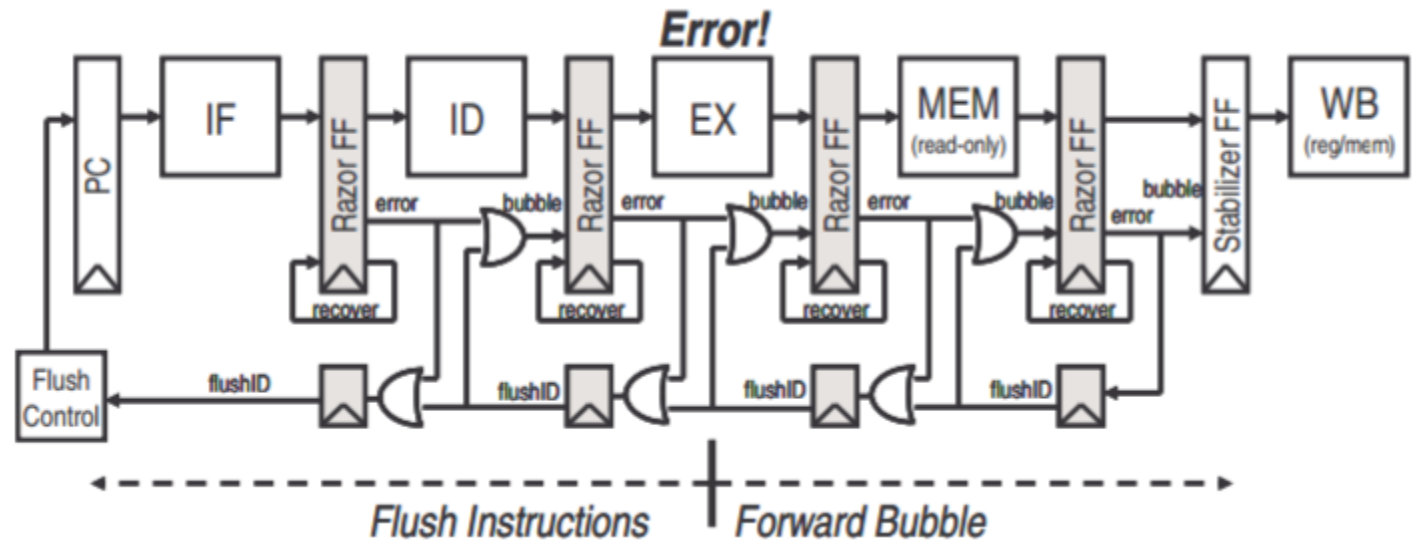 Error!
PC
IF
Razor FF
ID
Razor FF
EX
Razor FF
MEM
(read-only)
Razor FF
Stabilizer FF
WB
(reg/mem)
error
bubble
error
bubble
error
bubble
error
bubble
recover
recover
recover
recover
Flush
Control
flushID
flushID
flushID
flushID
Flush Instructions
Forward Bubble